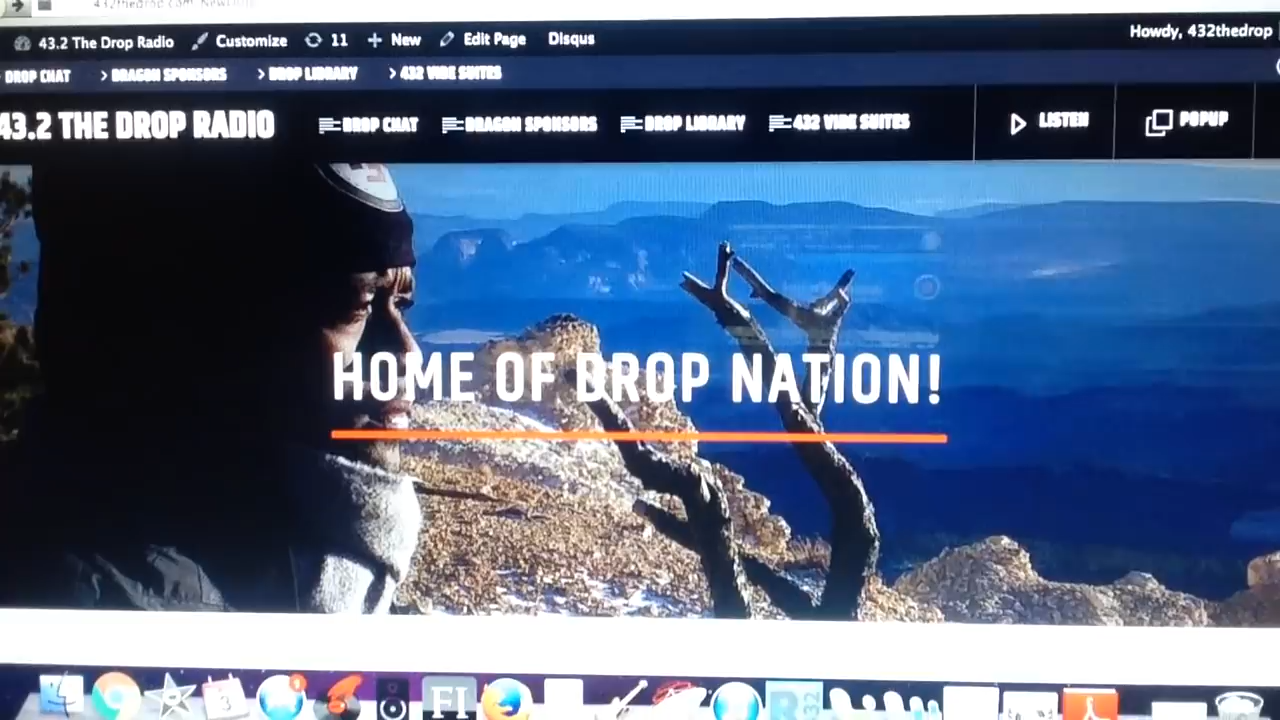 43.2 The Drop Radio Customize 11 New Edit Page Disqus Howdy, 432thedrop
DROP CHAT > DRAGON SPONSORS > DROP LIBRARY > 432 VIBE SUITES
43.2 THE DROP RADIO DROP CHAT DRAGON SPONSORS DROP LIBRARY 432 VIBE SUITES LISTEN POPUP
HOME OF DROP NATION!
3
FI